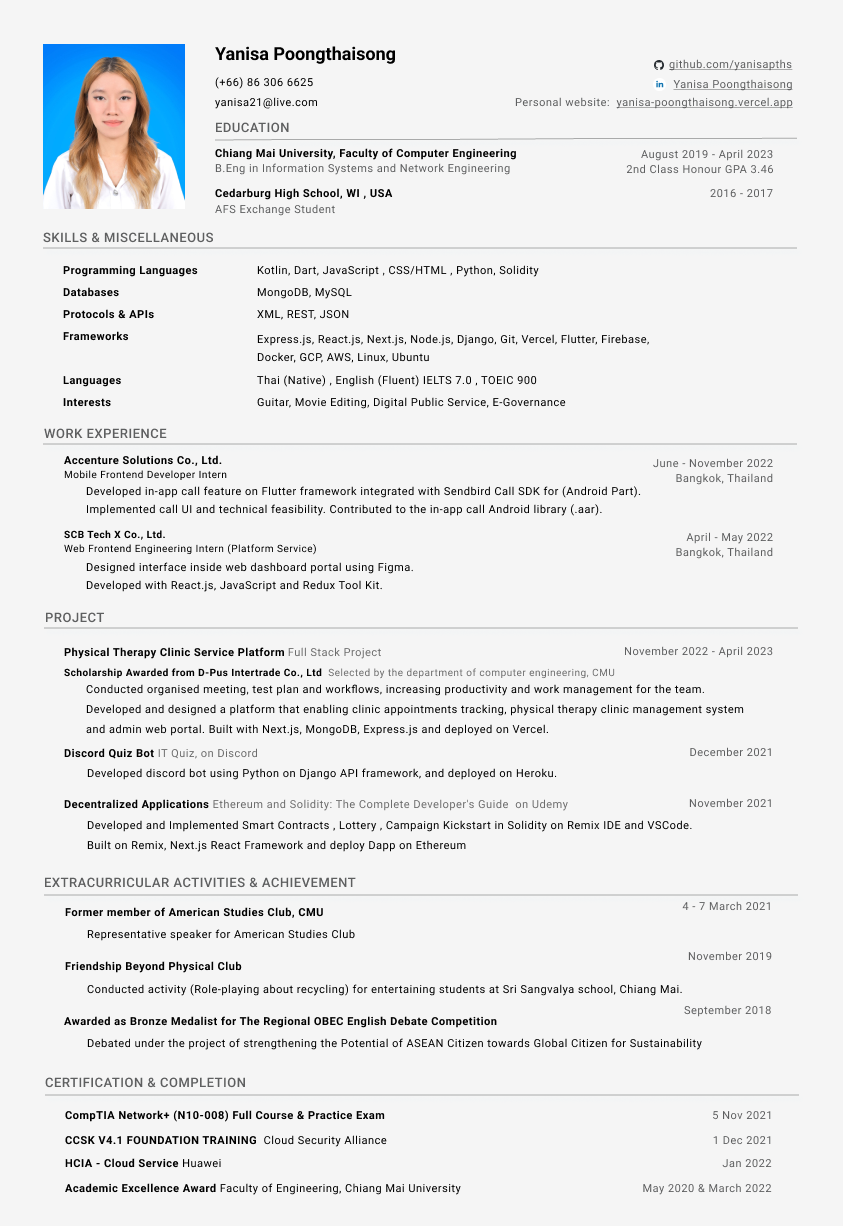 Yanisa Poongthaisong
(+66) 86 306 6625
yanisa21@live.com
github.com/yanisapths
in Yanisa Poongthaisong
Personal website: yanisa-poongthaisong.vercel.app
EDUCATION
Chiang Mai University, Faculty of Computer Engineering August 2019 - April 2023
B.Eng in Information Systems and Network Engineering 2nd Class Honour GPA 3.46
Cedarburg High School, WI , USA 2016 - 2017
AFS Exchange Student
SKILLS & MISCELLANEOUS
Programming Languages Kotlin, Dart, JavaScript , CSS/HTML , Python, Solidity
Databases MongoDB, MySQL
Protocols & APIs XML, REST, JSON
Frameworks Express.js, React.js, Next.js, Node.js, Django, Git, Vercel, Flutter, Firebase,
Docker, GCP, AWS, Linux, Ubuntu
Languages Thai (Native) , English (Fluent) IELTS 7.0 , TOEIC 900
Interests Guitar, Movie Editing, Digital Public Service, E-Governance
WORK EXPERIENCE
Accenture Solutions Co., Ltd. June - November 2022
Mobile Frontend Developer Intern Bangkok, Thailand
Developed in-app call feature on Flutter framework integrated with Sendbird Call SDK for (Android Part).
Implemented call UI and technical feasibility. Contributed to the in-app call Android library (.aar).
SCB Tech X Co., Ltd. April - May 2022
Web Frontend Engineering Intern (Platform Service) Bangkok, Thailand
Designed interface inside web dashboard portal using Figma.
Developed with React.js, JavaScript and Redux Tool Kit.
PROJECT
Physical Therapy Clinic Service Platform Full Stack Project November 2022 - April 2023
Scholarship Awarded from D-Pus Intertrade Co., Ltd Selected by the department of computer engineering, CMU
Conducted organised meeting, test plan and workflows, increasing productivity and work management for the team.
Developed and designed a platform that enabling clinic appointments tracking, physical therapy clinic management system
and admin web portal. Built with Next.js, MongoDB, Express.js and deployed on Vercel.
Discord Quiz Bot IT Quiz, on Discord December 2021
Developed discord bot using Python on Django API framework, and deployed on Heroku.
Decentralized Applications Ethereum and Solidity: The Complete Developer's Guide on Udemy November 2021
Developed and Implemented Smart Contracts , Lottery , Campaign Kickstart in Solidity on Remix IDE and VSCode.
Built on Remix, Next.js React Framework and deploy Dapp on Ethereum
EXTRACURRICULAR ACTIVITIES & ACHIEVEMENT
Former member of American Studies Club, CMU 4 - 7 March 2021
Representative speaker for American Studies Club
Friendship Beyond Physical Club November 2019
Conducted activity (Role-playing about recycling) for entertaining students at Sri Sangvalya school, Chiang Mai.
Awarded as Bronze Medalist for The Regional OBEC English Debate Competition September 2018
Debated under the project of strengthening the Potential of ASEAN Citizen towards Global Citizen for Sustainability
CERTIFICATION & COMPLETION
CompTIA Network+ (N10-008) Full Course & Practice Exam 5 Nov 2021
CCSK V4.1 FOUNDATION TRAINING Cloud Security Alliance 1 Dec 2021
HCIA - Cloud Service Huawei Jan 2022
Academic Excellence Award Faculty of Engineering, Chiang Mai University May 2020 & March 2022